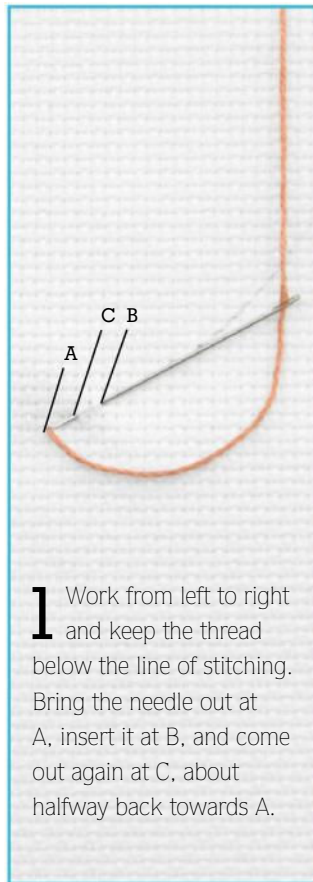 C B
A
1 Work from left to right
and keep the thread
below the line of stitching.
Bring the needle out at
A, insert it at B, and come
out again at C, about
halfway back towards A.